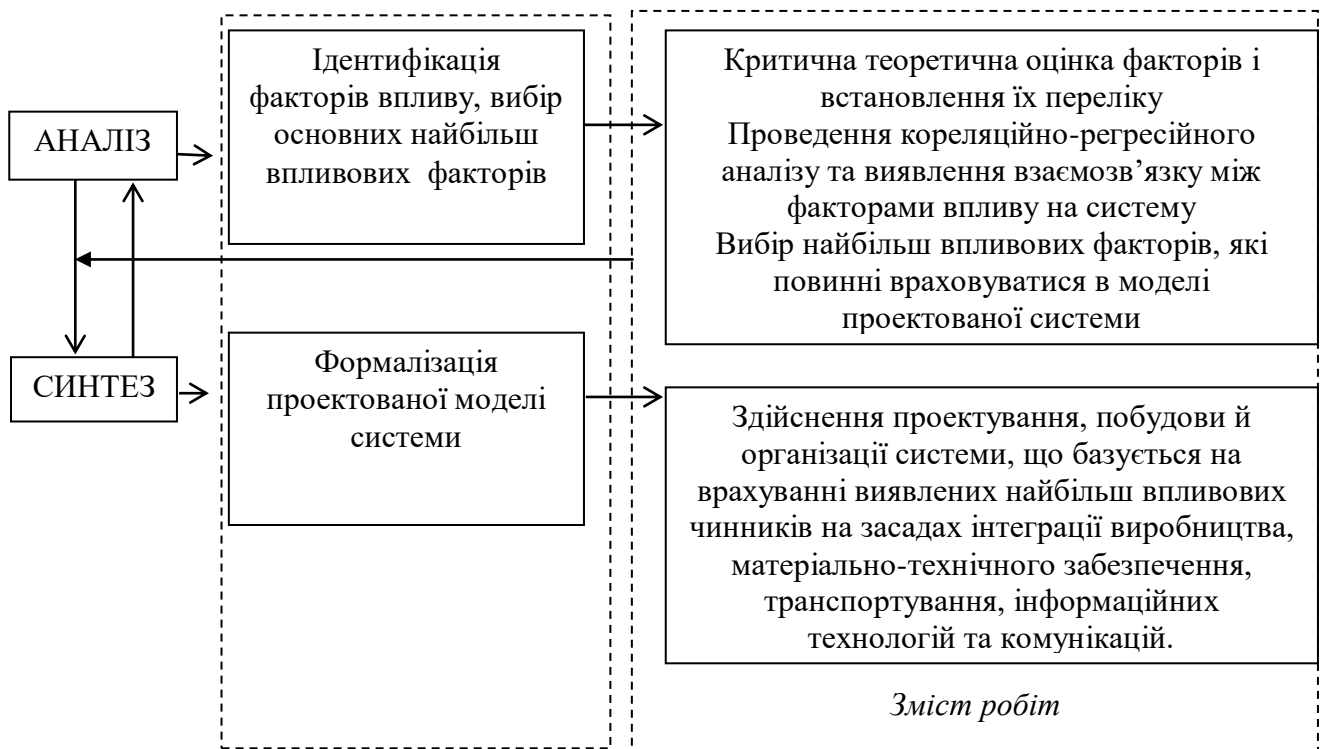 АНАЛІЗ
Ідентифікація
факторів впливу, вибір
основних найбільш
впливових факторів
Критична теоретична оцінка факторів і
встановлення їх переліку
Проведення кореляційно-регресійного
аналізу та виявлення взаємозв’язку між
факторами впливу на систему
Вибір найбільш впливових факторів, які
повинні враховуватися в моделі
проектованої системи
СИНТЕЗ
Формалізація
проектованої моделі
системи
Здійснення проектування, побудови й
організації системи, що базується на
врахуванні виявлених найбільш впливових
чинників на засадах інтеграції виробництва,
матеріально-технічного забезпечення,
транспортування, інформаційних
технологій та комунікацій.
Зміст робіт